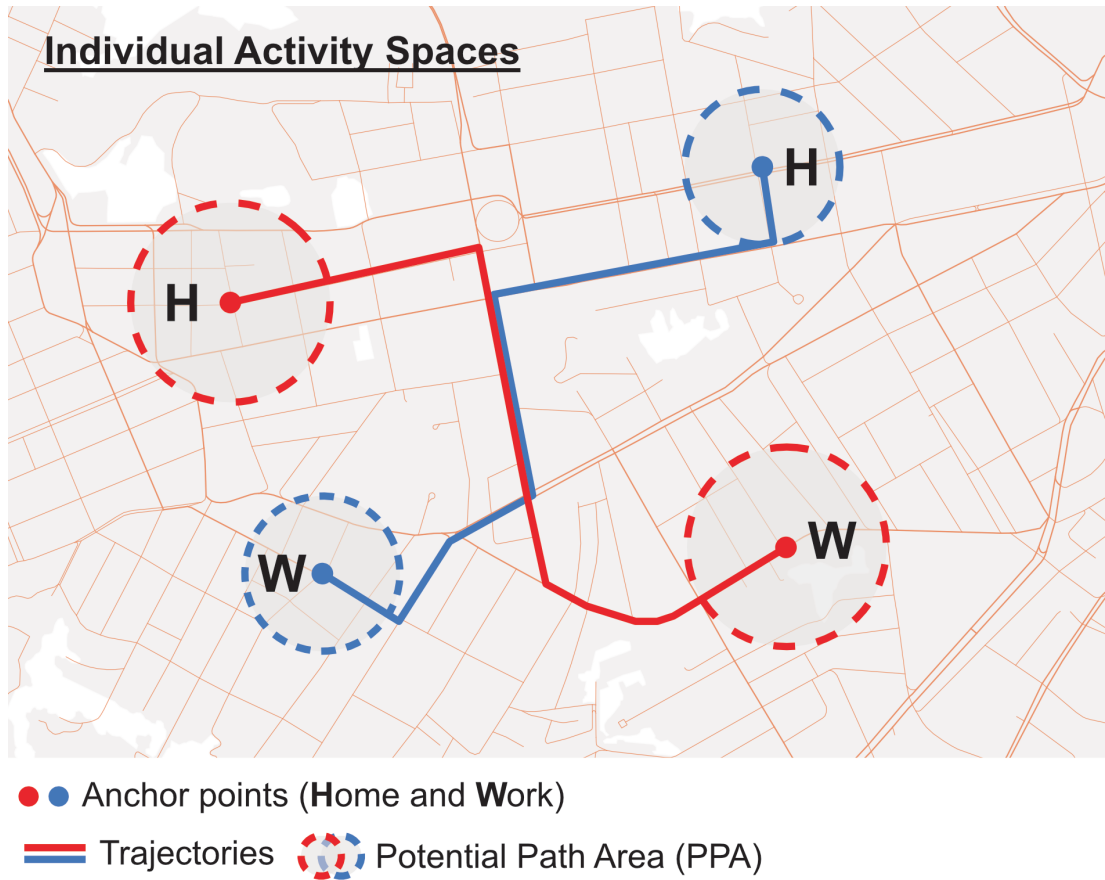 Individual Activity Spaces
H
H
W
W
Anchor points (Home and Work)
Trajectories
Potential Path Area (PPA)